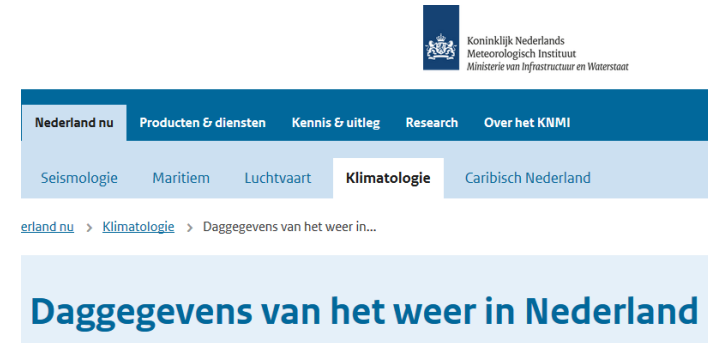 Koninklijk Nederlands
Meteorologisch Instituut
Ministerie van Infrastructuur en Waterstaat
Nederland nu Producten & diensten Kennis & uitleg Research Over het KNMI
Seismologie Maritiem Luchtvaart Klimatologie Caribisch Nederland
erland nu > Klimatologie > Daggegevens van het weer in...
Daggegevens van het weer in Nederland